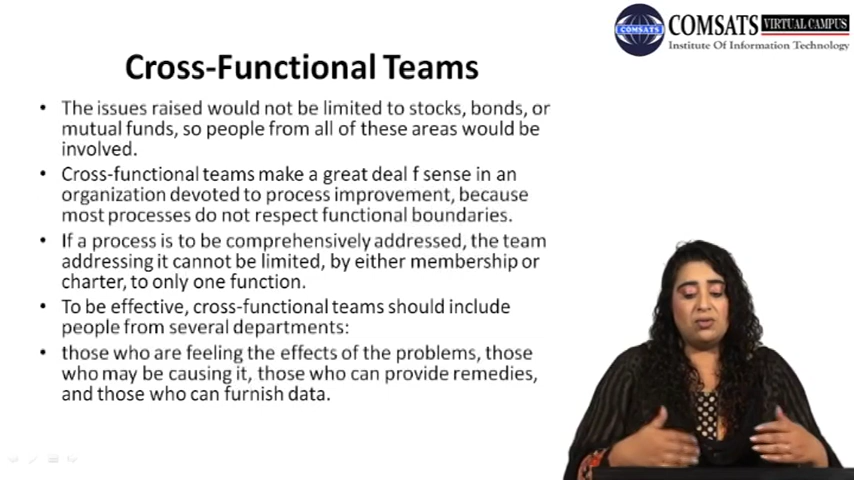 COMSATS
COMSATS VIRTUAL CAMPUS
Institute Of Information Technology
Cross-Functional Teams
• The issues raised would not be limited to stocks, bonds, or
mutual funds, so people from all of these areas would be
involved.
• Cross-functional teams make a great deal f sense in an
organization devoted to process improvement, because
most processes do not respect functional boundaries.
• If a process is to be comprehensively addressed, the team
addressing it cannot be limited, by either membership or
charter, to only one function.
• To be effective, cross-functional teams should include
people from several departments:
• those who are feeling the effects of the problems, those
who may be causing it, those who can provide remedies,
and those who can furnish data.